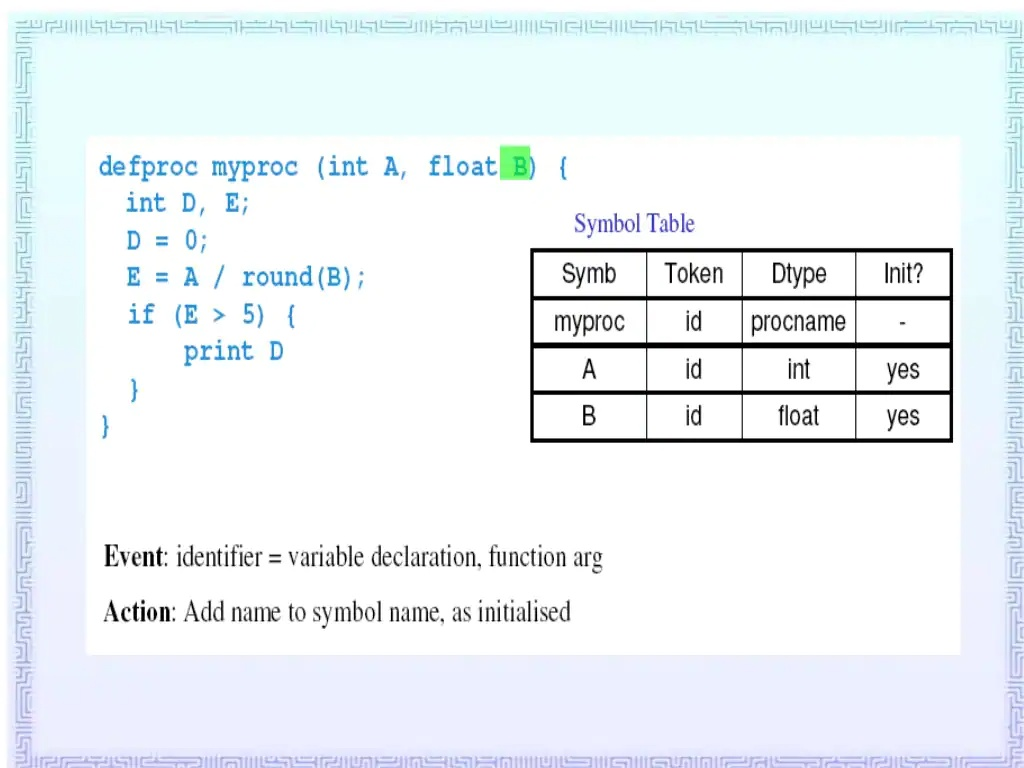 defproc myproc (int A, float B) {
int D, E;
D = 0;
E = A / round(B);
if (E > 5) {
print D
}
}
Symbol Table
Symb Token Dtype Init?
myproc id procname -
A id int yes
B id float yes
Event: identifier = variable declaration, function arg
Action: Add name to symbol name, as initialised